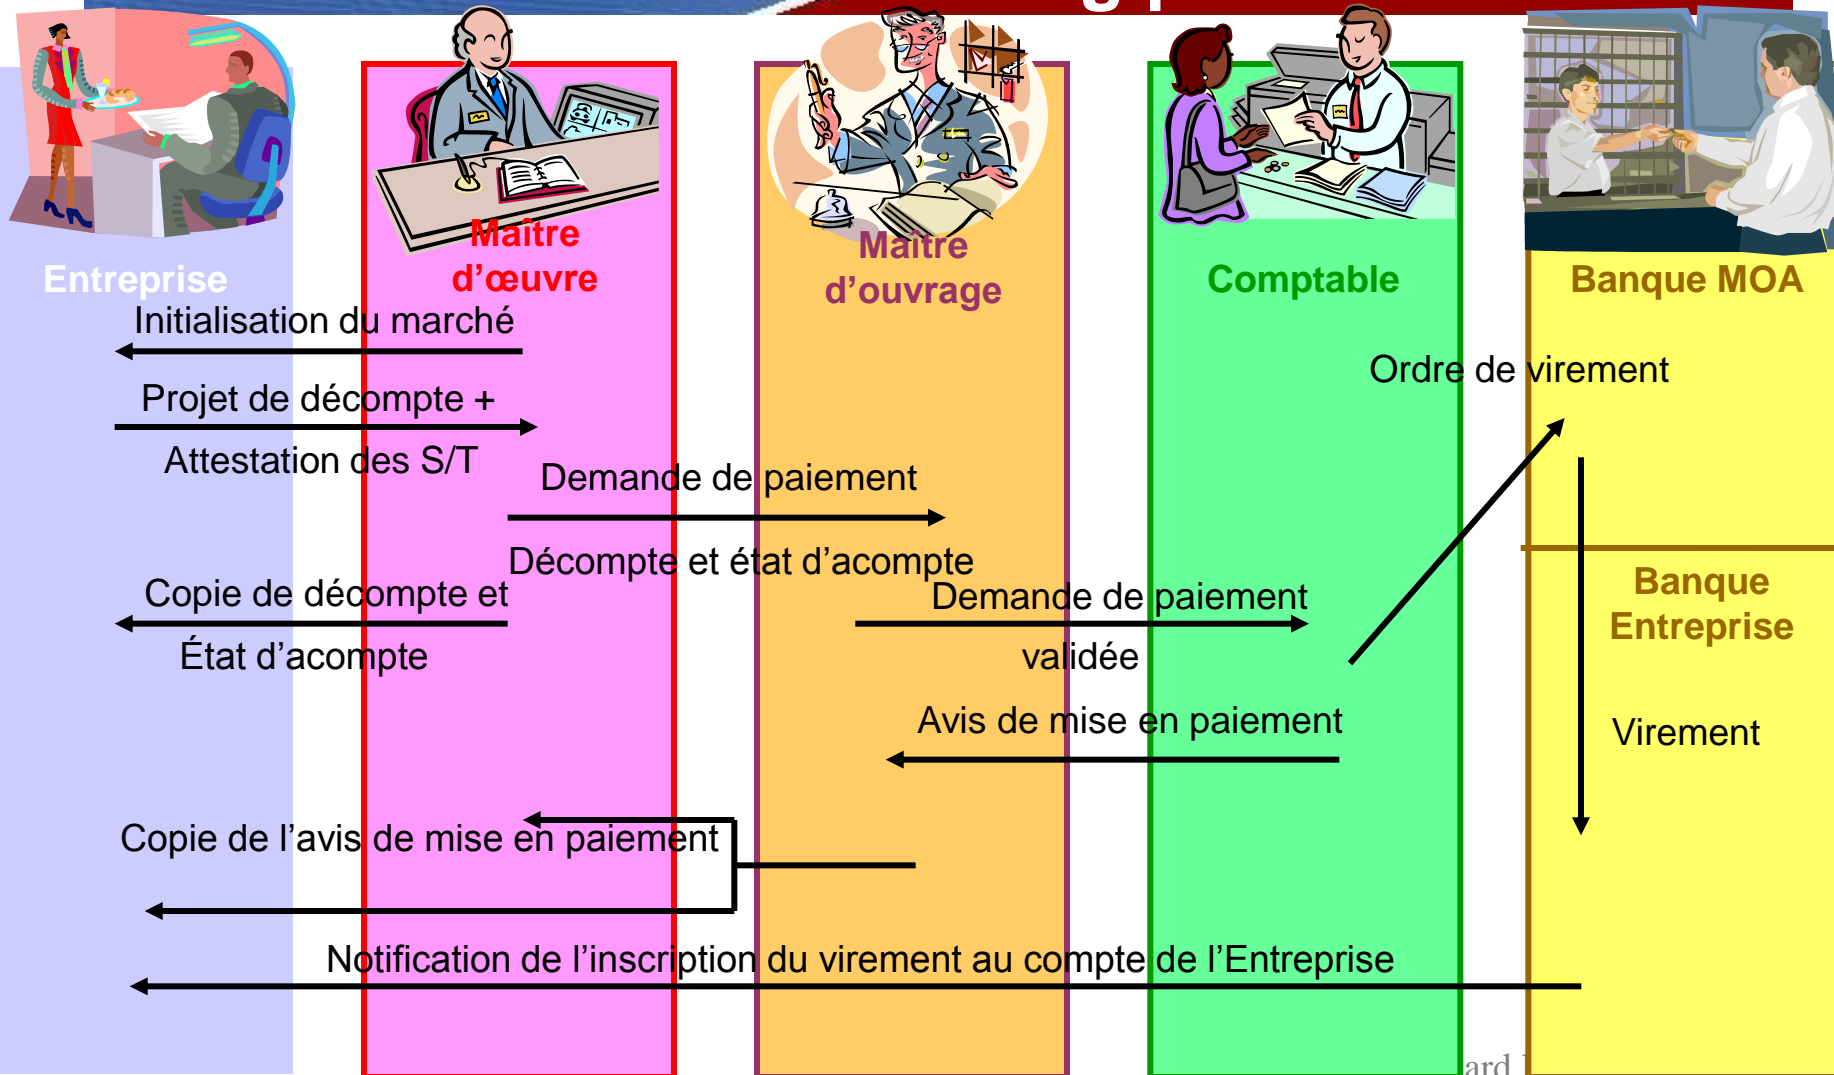 Entreprise
Maître
d’œuvre
Maître
d’ouvrage
Comptable
Banque MOA
Initialisation du marché
Ordre de virement
Projet de décompte +
Attestation des S/T
Demande de paiement
Décompte et état d’acompte
Copie de décompte et
État d’acompte
Demande de paiement
validée
Banque
Entreprise
Avis de mise en paiement
Virement
Copie de l’avis de mise en paiement
Notification de l’inscription du virement au compte de l’Entreprise